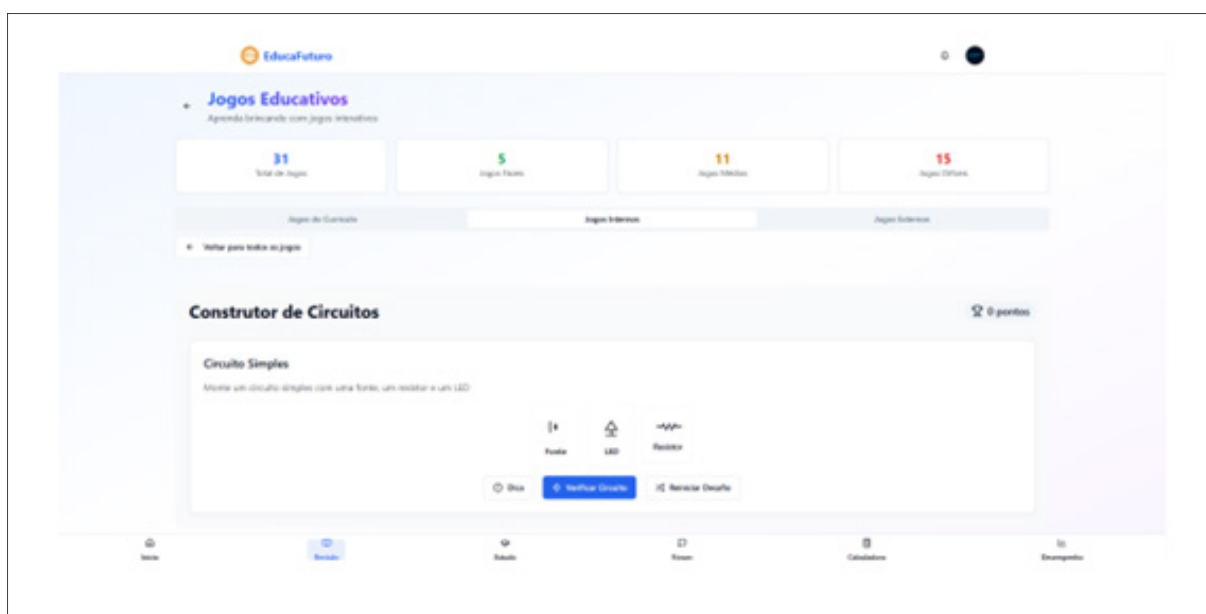 EducaFuturo
Jogos Educativos
Aprenda brincando com jogos interativos
31
Total de Jogos
5
Jogos Fáceis
11
Jogos Médios
15
Jogos Difíceis
Jogos do Currículo
Jogos Internos
Jogos Externos
Voltar para todos os jogos
Construtor de Circuitos
0 pontos
Circuito Simples
Monte um circuito simples com uma fonte, um resistor e um LED
Fonte
LED
Resistor
Dica
Verificar Circuito
Reiniciar Desafio
Início
Revisão
Estudo
Fórum
Calculadora
Desempenho